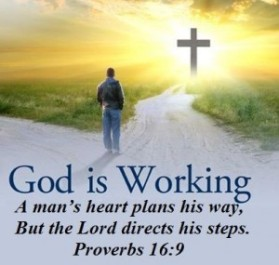 God is Working
A man's heart plans his way,
But the Lord directs his steps.
Proverbs 16:9